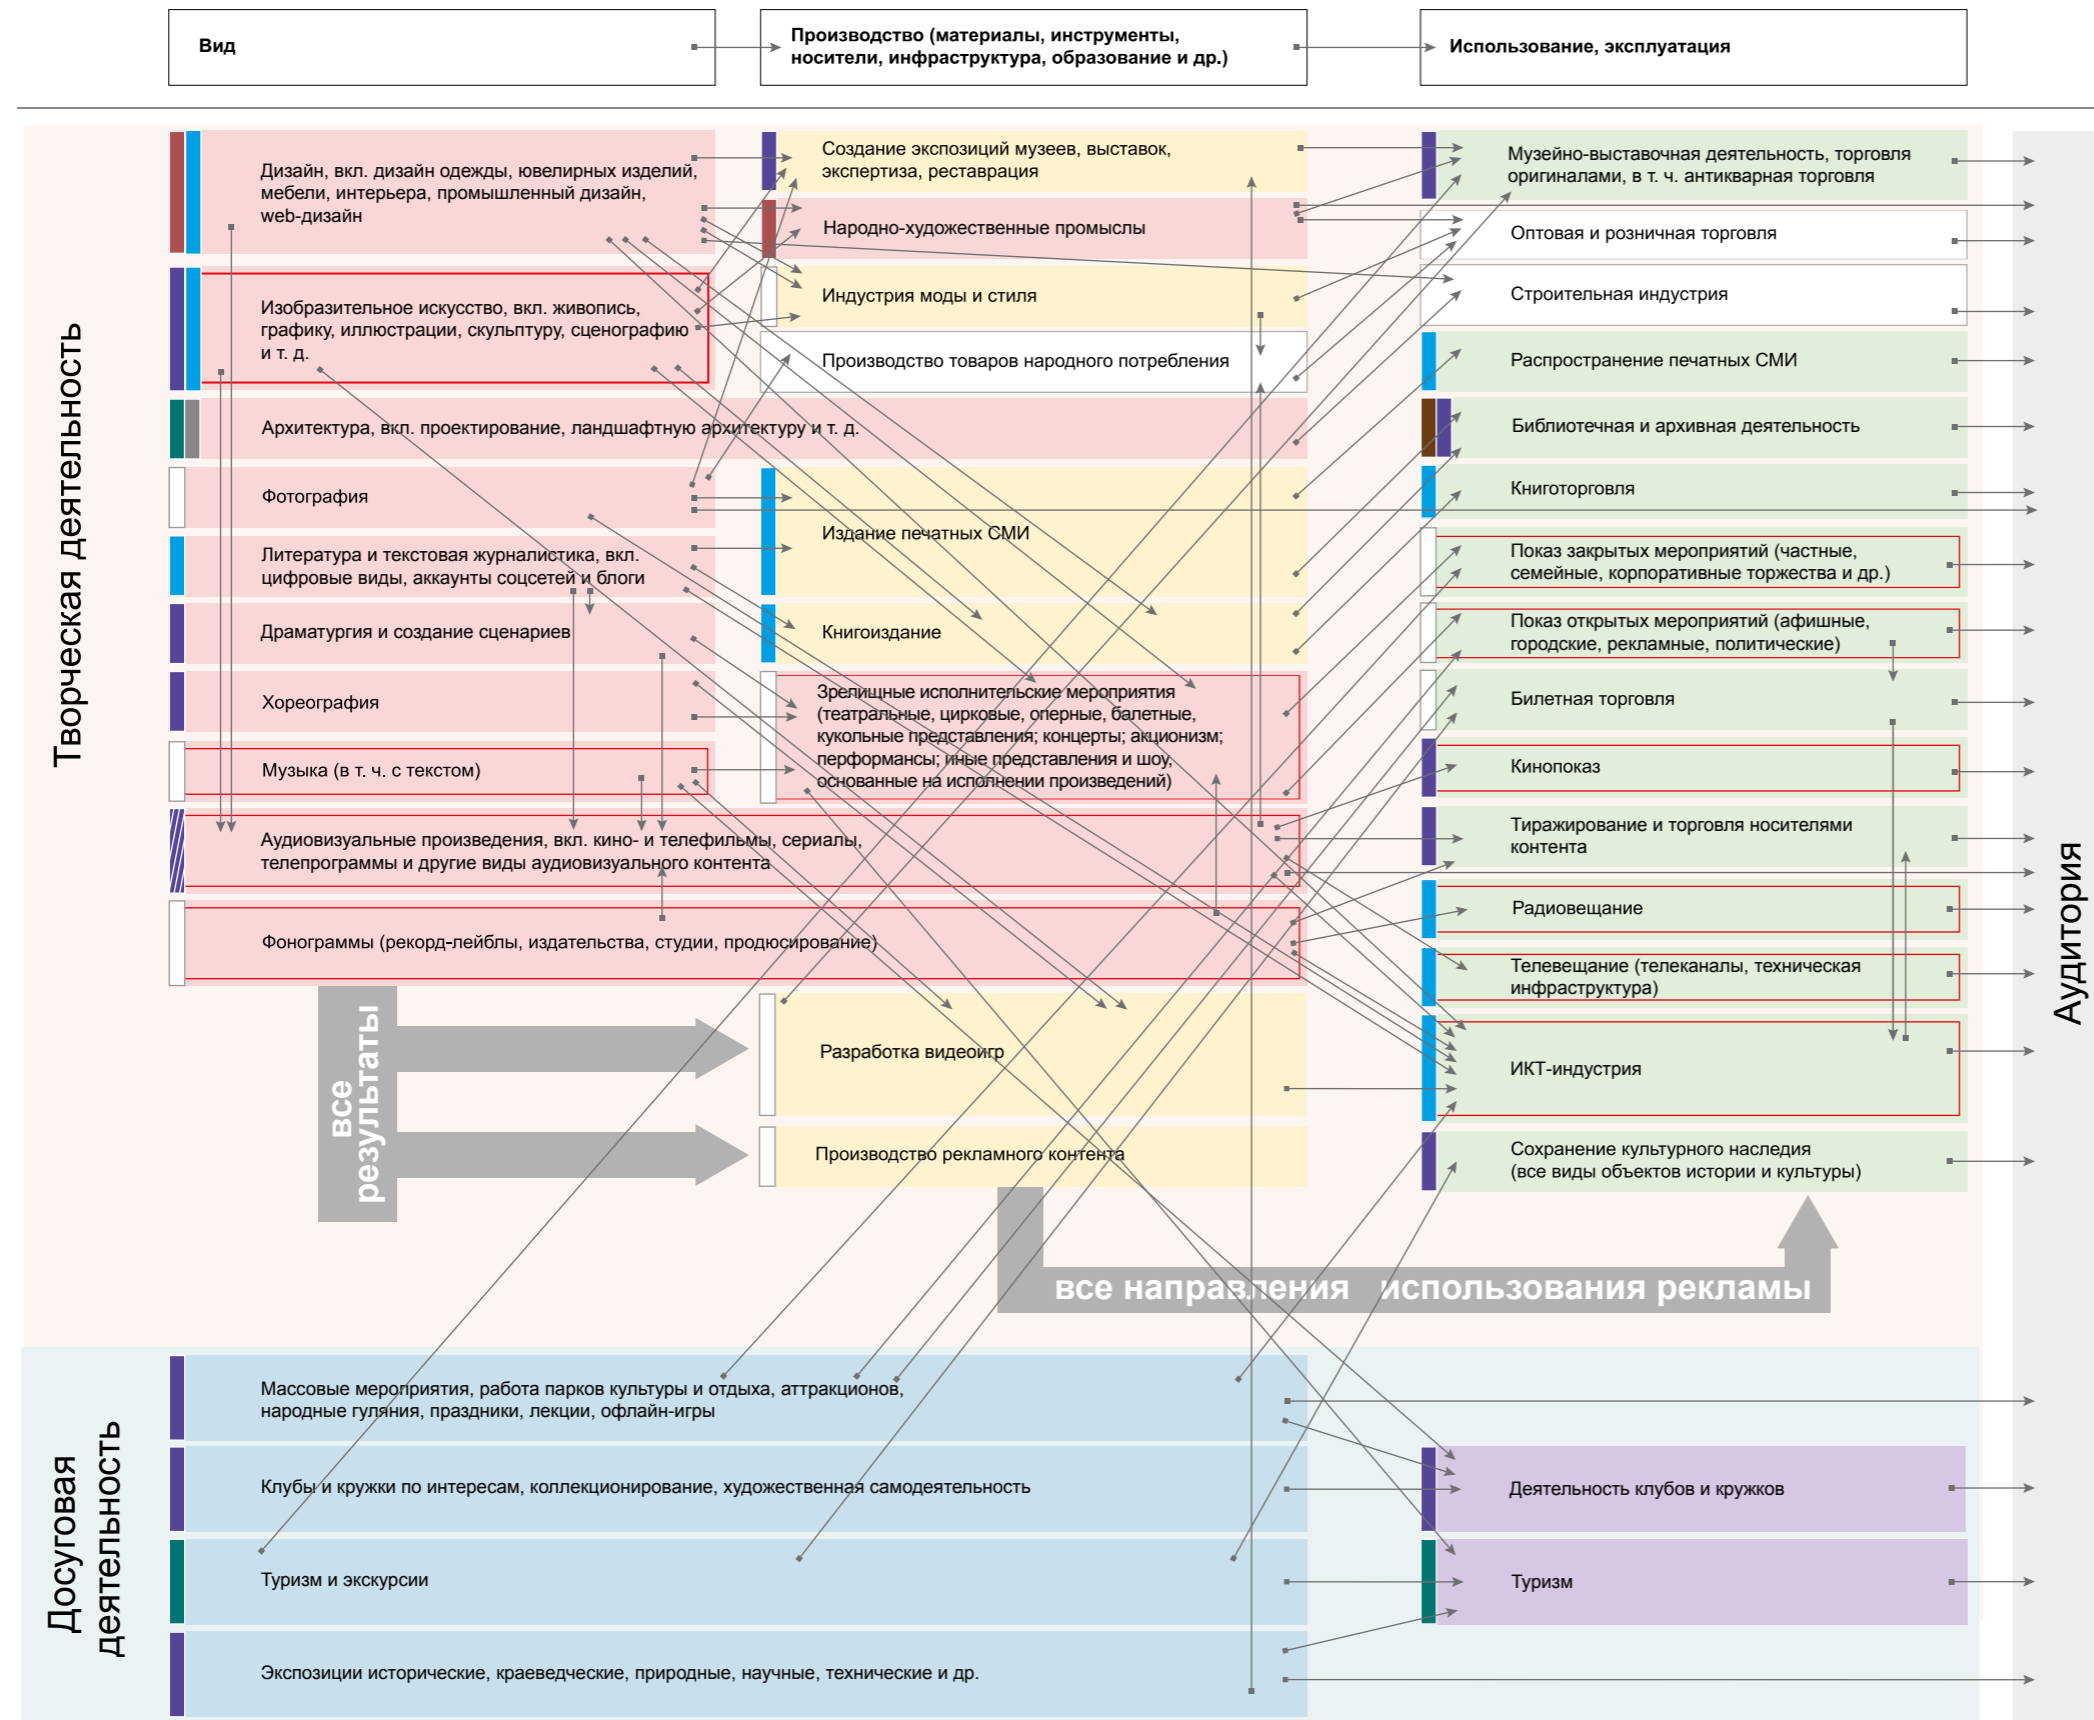 Вид
Производство (материалы, инструменты,
носители, инфраструктура, образование и др.)
Использование, эксплуатация
Творческая деятельность
Дизайн, вкл. дизайн одежды, ювелирных изделий,
мебели, интерьера, промышленный дизайн,
web-дизайн
Изобразительное искусство, вкл. живопись,
графику, иллюстрации, скульптуру, сценографию
и т. д.
Архитектура, вкл. проектирование, ландшафтную архитектуру и т. д.
Фотография
Литература и текстовая журналистика, вкл.
цифровые виды, аккаунты соцсетей и блоги
Драматургия и создание сценариев
Хореография
Музыка (в т. ч. с текстом)
Аудиовизуальные произведения, вкл. кино- и телефильмы, сериалы,
телепрограммы и другие виды аудиовизуального контента
Фонограммы (рекорд-лейблы, издательства, студии, продюсирование)
Создание экспозиций музеев, выставок,
экспертиза, реставрация
Народно-художественные промыслы
Индустрия моды и стиля
Производство товаров народного потребления
Издание печатных СМИ
Книгоиздание
Зрелищные исполнительские мероприятия
(театральные, цирковые, оперные, балетные,
кукольные представления; концерты; акционизм;
перформансы; иные представления и шоу,
основанные на исполнении произведений)
Разработка видеоигр
Производство рекламного контента
Музейно-выставочная деятельность, торговля
оригиналами, в т. ч. антикварная торговля
Оптовая и розничная торговля
Строительная индустрия
Распространение печатных СМИ
Библиотечная и архивная деятельность
Книготорговля
Показ закрытых мероприятий (частные,
семейные, корпоративные торжества и др.)
Показ открытых мероприятий (афишные,
городские, рекламные, политические)
Билетная торговля
Кинопоказ
Тиражирование и торговля носителями
контента
Радиовещание
Телевещание (телеканалы, техническая
инфраструктура)
ИКТ-индустрия
Сохранение культурного наследия
(все виды объектов истории и культуры)
Аудитория
все
результаты
все направления использования рекламы
Досуговая
деятельность
Массовые мероприятия, работа парков культуры и отдыха, аттракционов,
народные гуляния, праздники, лекции, офлайн-игры
Клубы и кружки по интересам, коллекционирование, художественная самодеятельность
Туризм и экскурсии
Экспозиции исторические, краеведческие, природные, научные, технические и др.
Деятельность клубов и кружков
Туризм